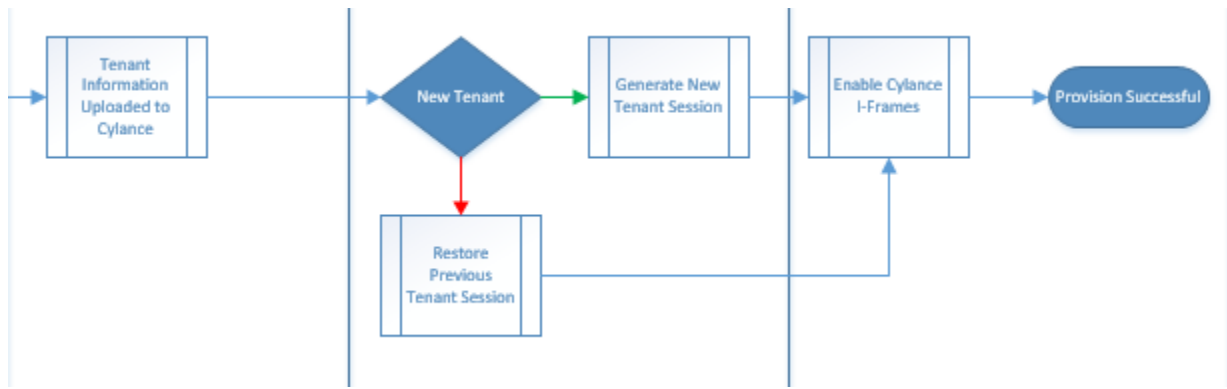 Tenant
Information
Uploaded to
Cylance
New Tenant
Generate New
Tenant Session
Enable Cylance
I-Frames
Provision Successful
Restore
Previous
Tenant Session